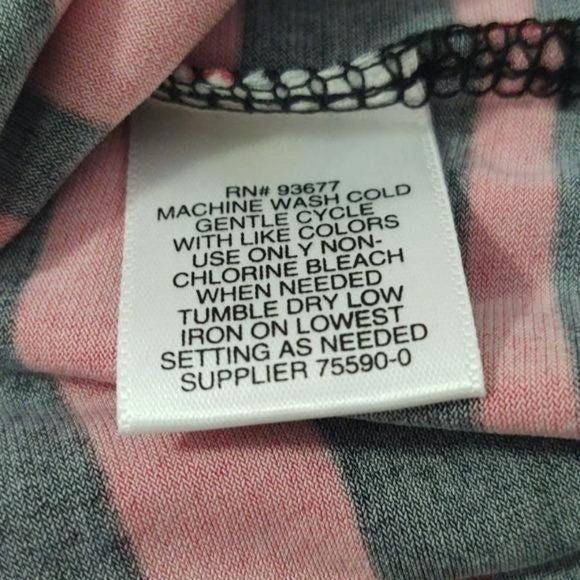 RN# 93677
MACHINE WASH COLD
GENTLE CYCLE
WITH LIKE COLORS
USE ONLY NON-
CHLORINE BLEACH
WHEN NEEDED
TUMBLE DRY LOW
IRON ON LOWEST
SETTING AS NEEDED
SUPPLIER 75590-0